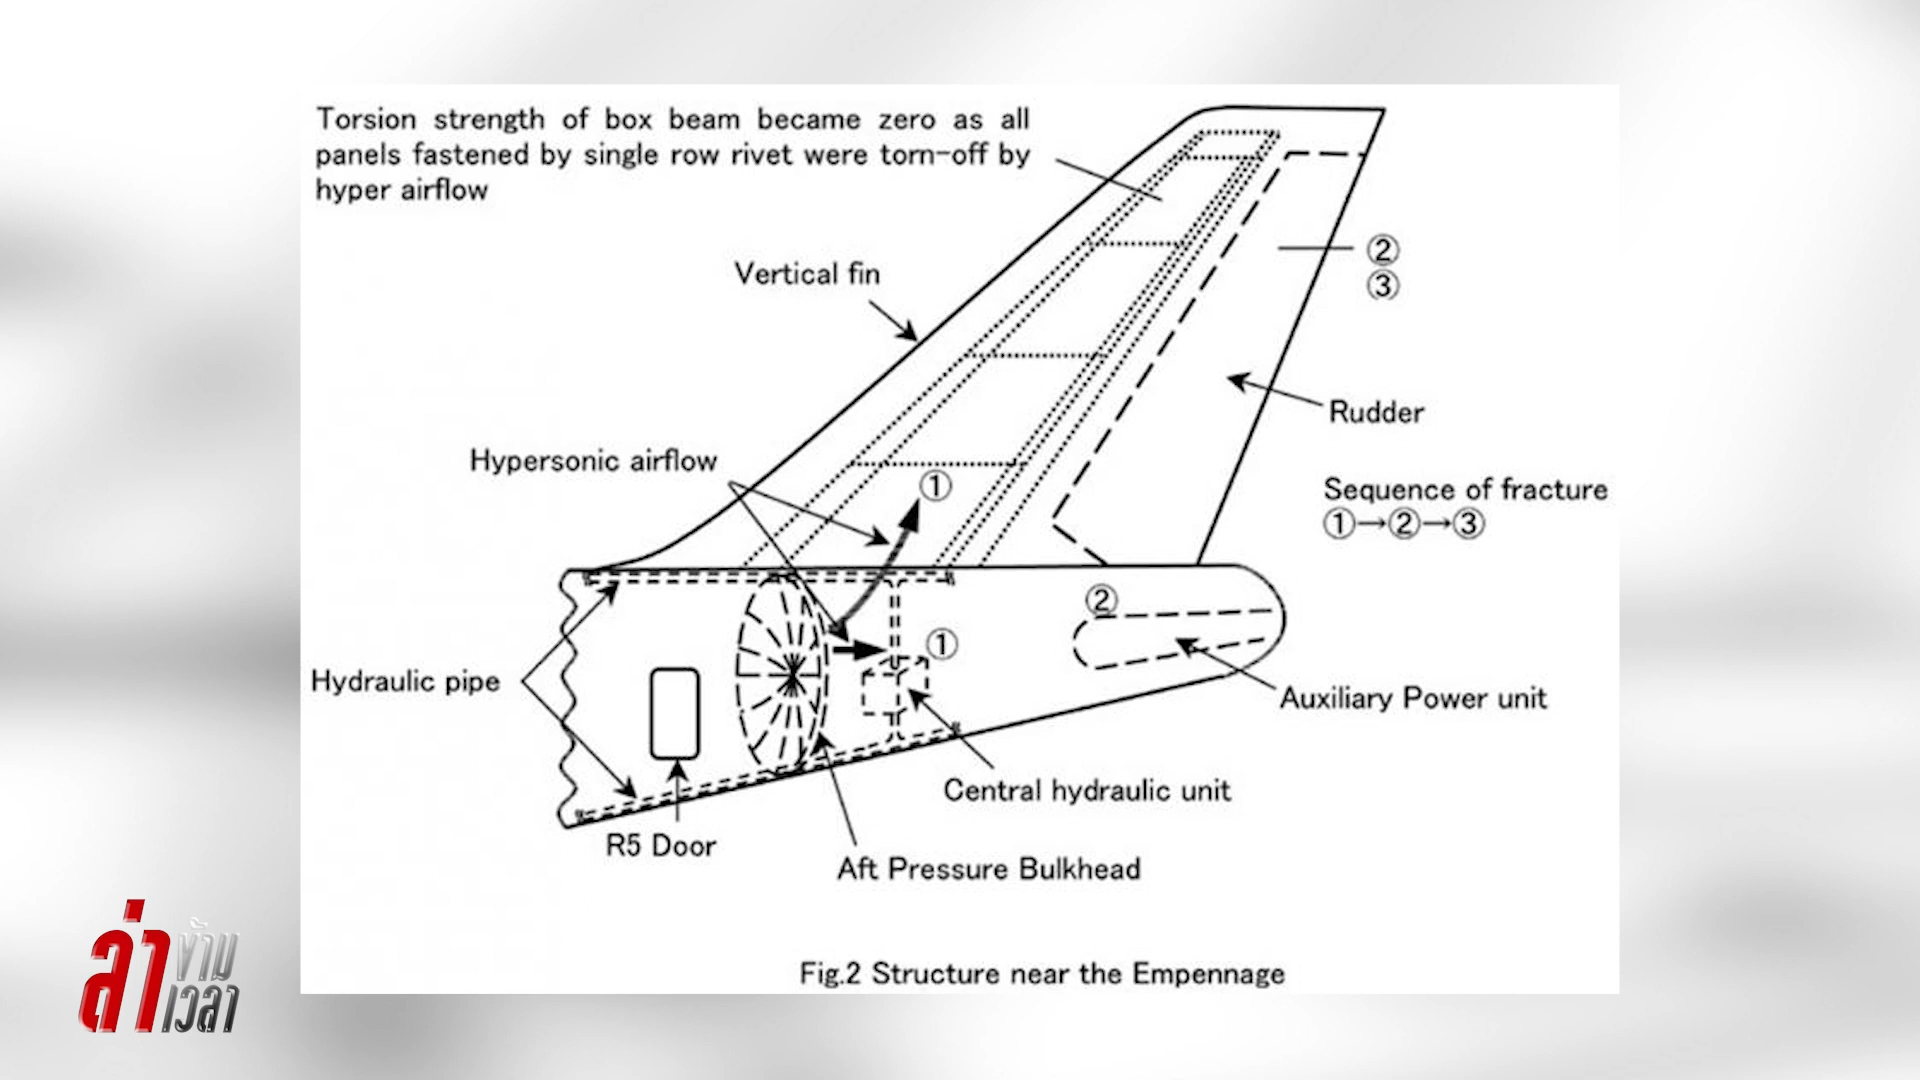 Torsion strength of box beam became zero as all
panels fastened by single row rivet were torn-off by
hyper airflow
②
③
Vertical fin
Rudder
Hypersonic airflow
①
Sequence of fracture
①→②→③
②
①
Hydraulic pipe
Auxiliary Power unit
Central hydraulic unit
R5 Door
Aft Pressure Bulkhead
Fig.2 Structure near the Empennage
ล่า
ข้าม
เวลา